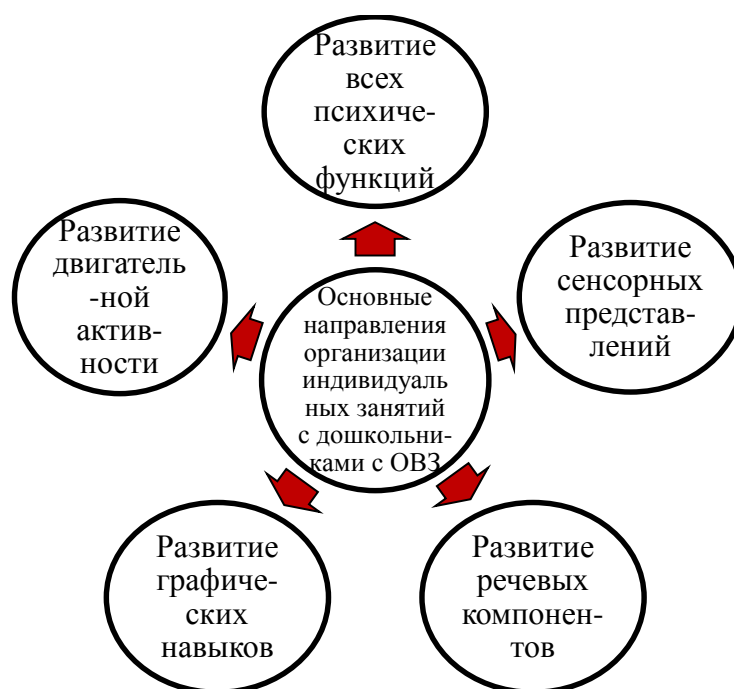 Развитие
всех
психиче-
ских
функций
Развитие
двигатель
-ной
актив-
ности
Развитие
сенсорных
представ-
лений
Основные
направления
организации
индивидуаль
ных занятий
с дошкольни-
ками с ОВЗ
Развитие
графиче-
ских
навыков
Развитие
речевых
компонен-
тов